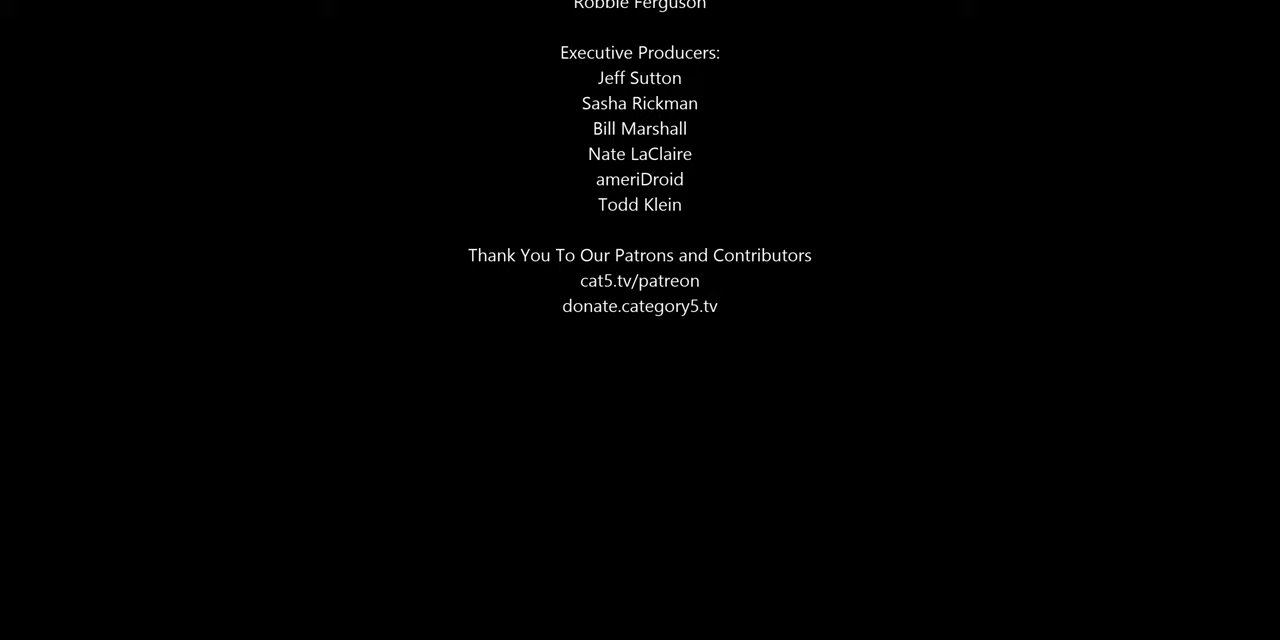 Robbie Ferguson
Executive Producers:
Jeff Sutton
Sasha Rickman
Bill Marshall
Nate LaClaire
ameriDroid
Todd Klein
Thank You To Our Patrons and Contributors
cat5.tv/patreon
donate.category5.tv